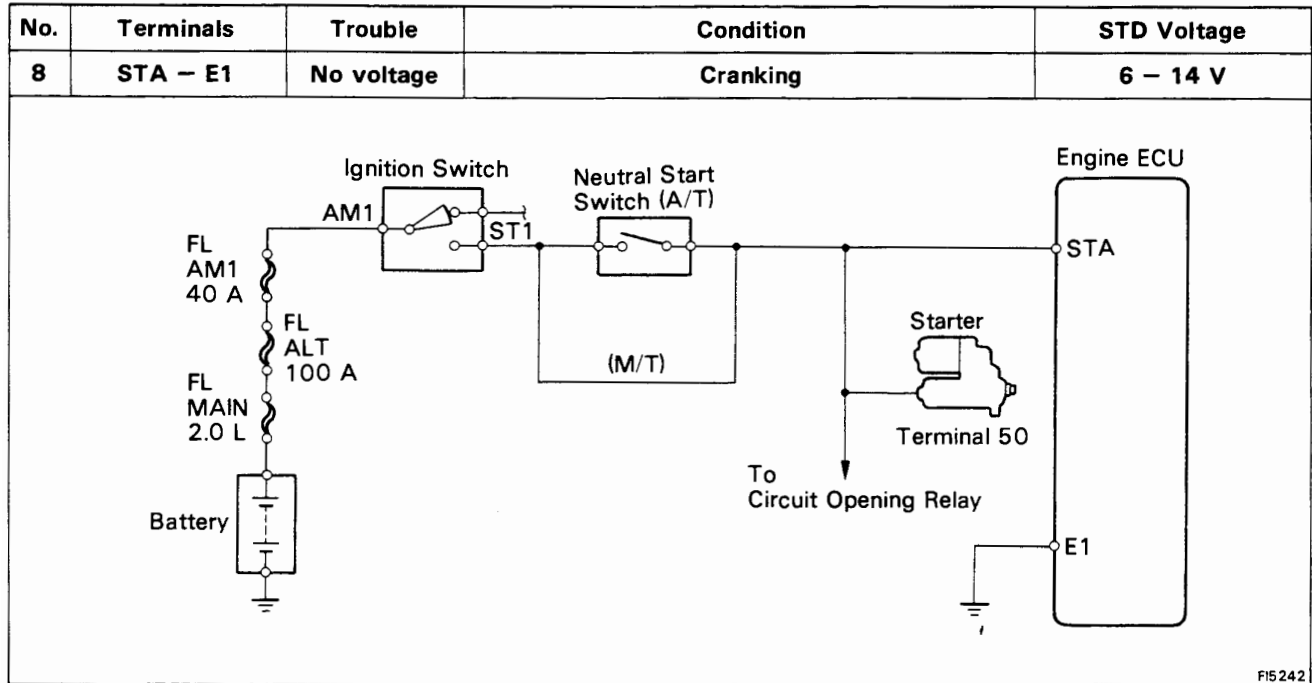 No. Terminals Trouble Condition STD Voltage
8 STA – E1 No voltage Cranking 6 – 14 V
Ignition Switch
Neutral Start
Switch (A/T)
Engine ECU
AM1
ST1
STA
FL
AM1
40 A
FL
ALT
100 A
FL
MAIN
2.0 L
(M/T)
Starter
Terminal 50
To
Circuit Opening Relay
Battery
E1
FI5242